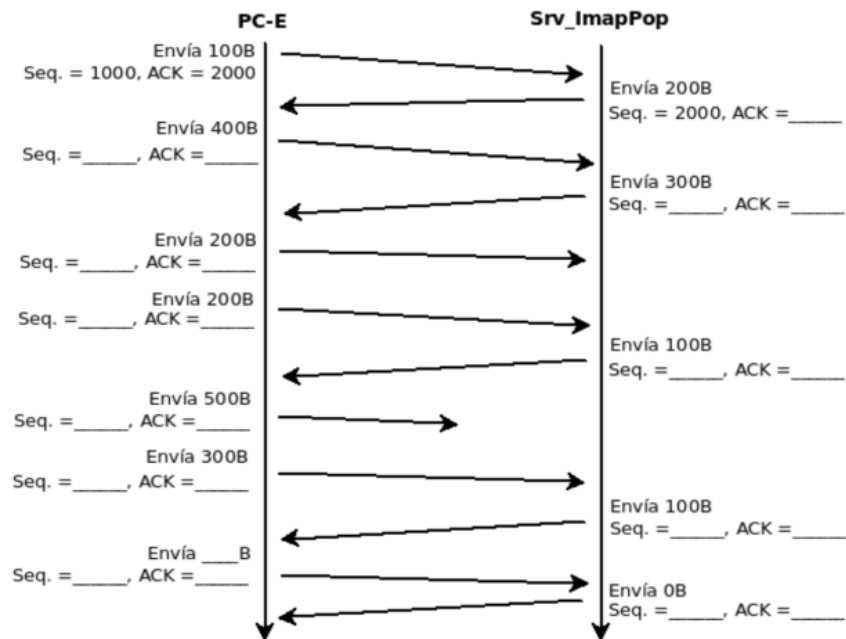 PC-E
Srv_ImapPop
Envía 100B
Seq. = 1000, ACK = 2000
Envía 200B
Seq. = 2000, ACK =______
Envía 400B
Seq. =______, ACK =______
Envía 300B
Seq. =______, ACK =______
Envía 200B
Seq. =______, ACK =______
Envía 200B
Seq. =______, ACK =______
Envía 100B
Seq. =______, ACK =______
Envía 500B
Seq. =______, ACK =______
Envía 300B
Seq. =______, ACK =______
Envía 100B
Seq. =______, ACK =______
Envía ____B
Seq. =______, ACK =______
Envía 0B
Seq. =______, ACK =______